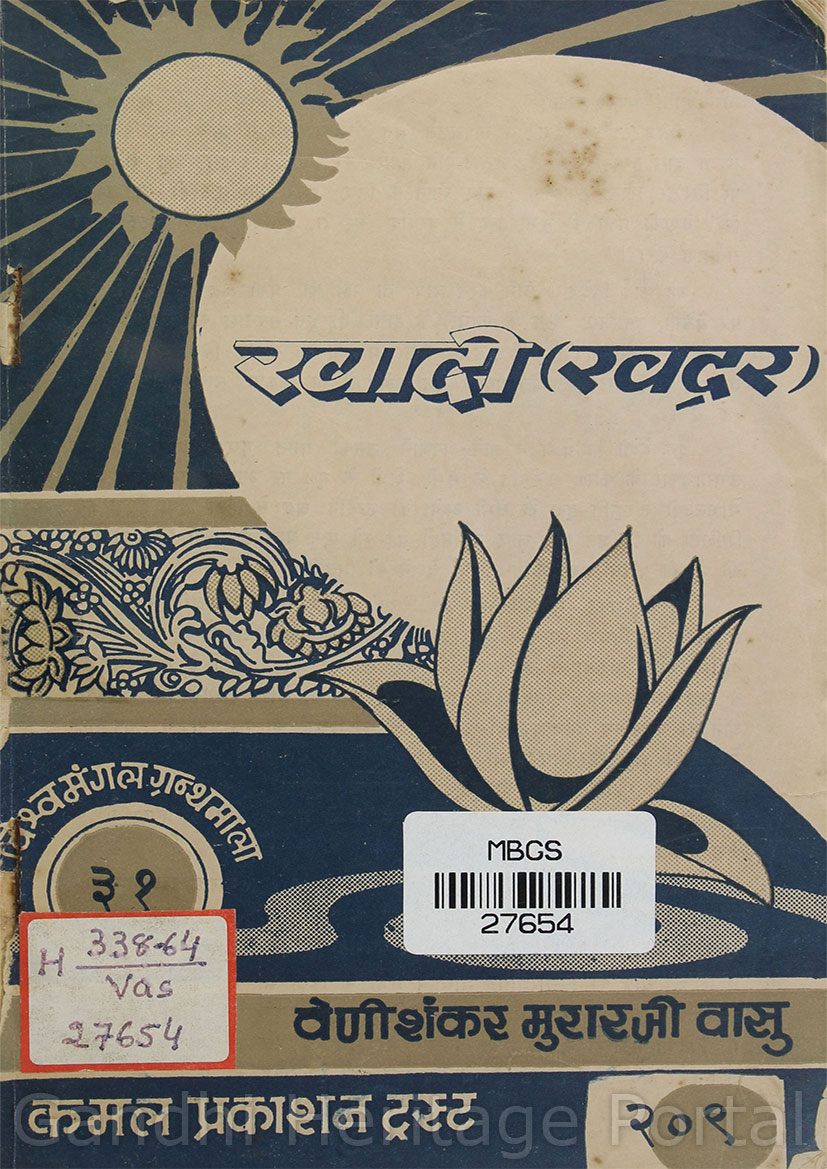 खादी (खद्दर)
विश्वमंगल ग्रन्थमाला
३१
MBGS
27654
H 338.64
Vas
27654
वेणीशंकर मुरारजी वासु
कमल प्रकाशन ट्रस्ट
२०९
Gandhi Heritage Portal